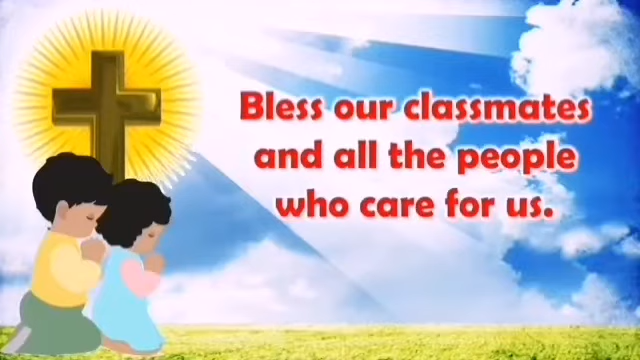 Bless our classmates
and all the people
who care for us.